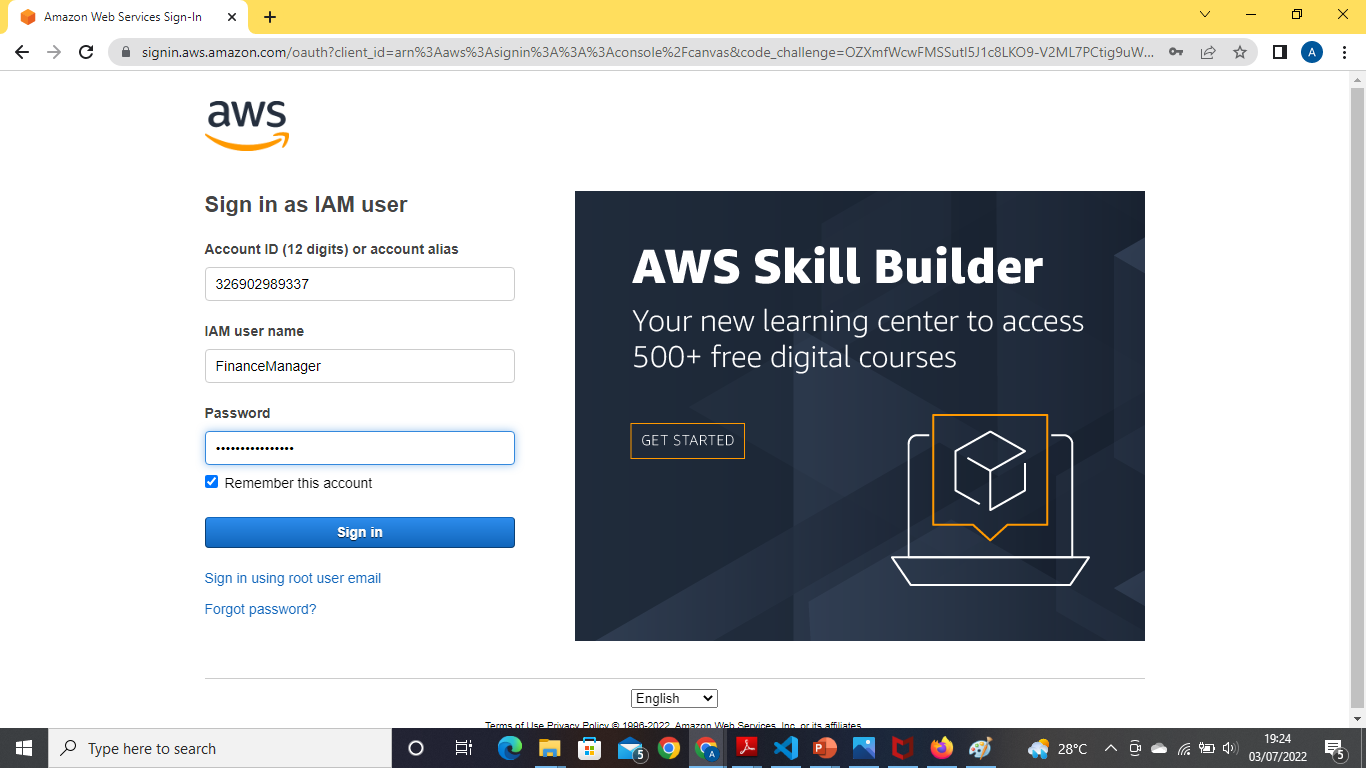 Amazon Web Services Sign-In
signin.aws.amazon.com/oauth?client_id=arn%3Aaws%3Asignin%3A%3A%3Aconsole%2Fcanvas&code_challenge=OZXmfWcwFMSSutI5J1c8LKO9-V2ML7PCtig9uW...
A
aws
Sign in as IAM user
Account ID (12 digits) or account alias
326902989337
IAM user name
FinanceManager
Password
••••••••••••••••
Remember this account
Sign in
Sign in using root user email
Forgot password?
AWS Skill Builder
Your new learning center to access
500+ free digital courses
GET STARTED
English
Terms of Use Privacy Policy © 1996-2022, Amazon Web Services, Inc. or its affiliates.
Type here to search
5
A
28°C
19:24
03/07/2022
5